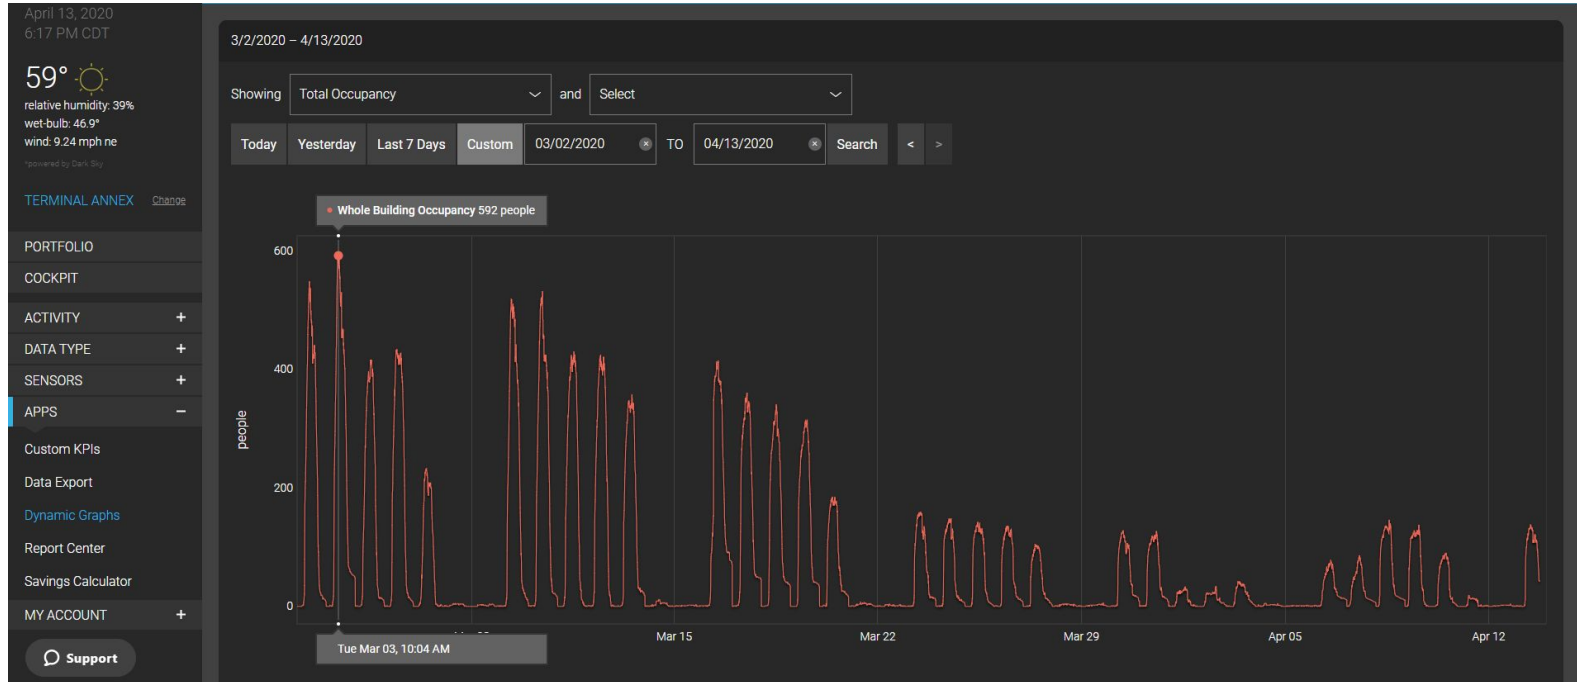 April 13, 2020
6:17 PM CDT
59°
relative humidity: 39%
wet-bulb: 46.9°
wind: 9.24 mph ne
*powered by Dark Sky
TERMINAL ANNEX Change
PORTFOLIO
COCKPIT
ACTIVITY +
DATA TYPE +
SENSORS +
APPS −
Custom KPIs
Data Export
Dynamic Graphs
Report Center
Savings Calculator
MY ACCOUNT +
Support
3/2/2020 – 4/13/2020
Showing Total Occupancy and Select
Today Yesterday Last 7 Days Custom 03/02/2020 TO 04/13/2020 Search < >
Whole Building Occupancy 592 people
600
400
200
0
people
Mar 15 Mar 22 Mar 29 Apr 05 Apr 12
Tue Mar 03, 10:04 AM